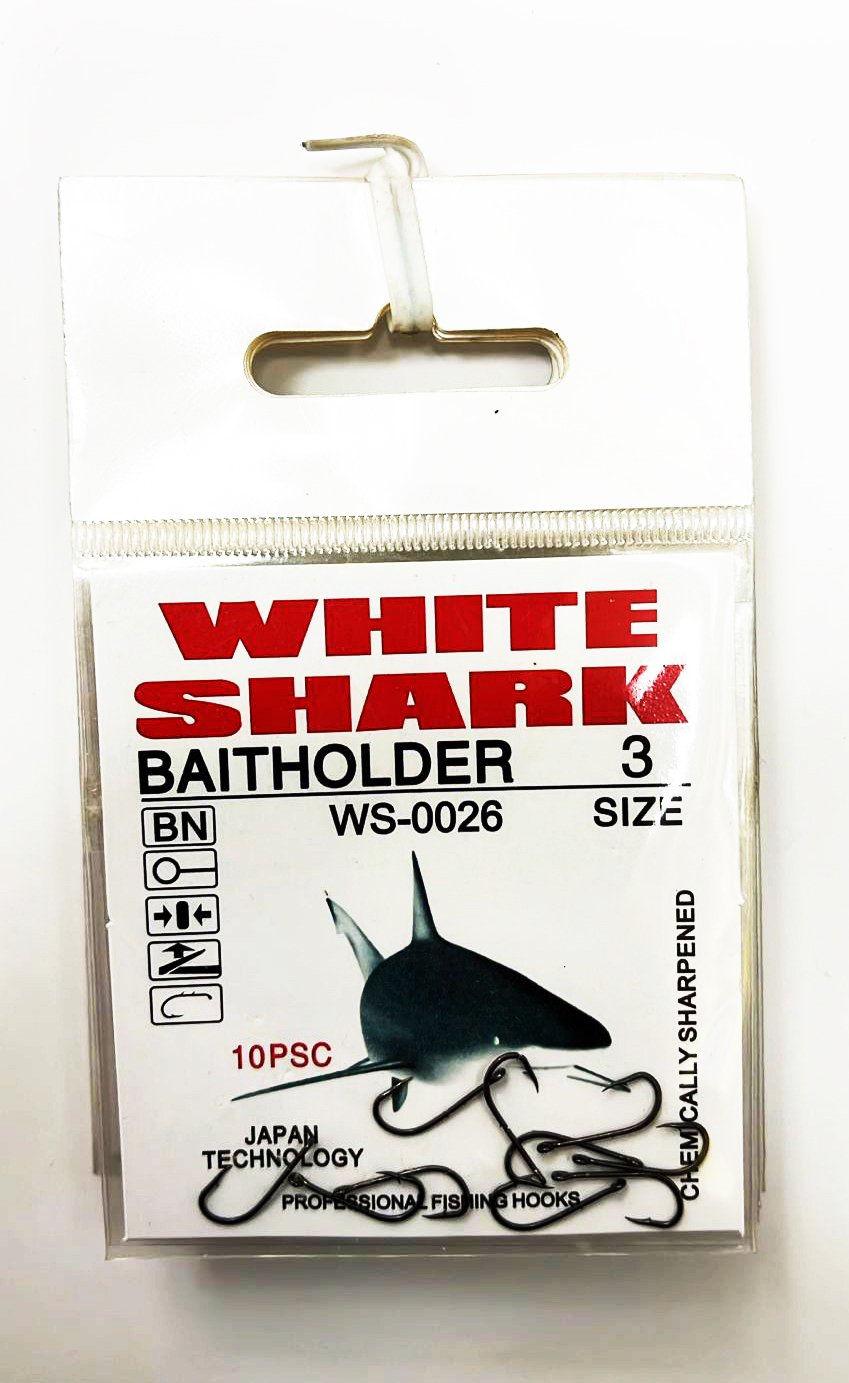 WHITE
SHARK
BAITHOLDER 3
WS-0026 SIZE
BN
10PSC
CHEMICALLY SHARPENED
JAPAN
TECHNOLOGY
PROFESSIONAL FISHING HOOKS